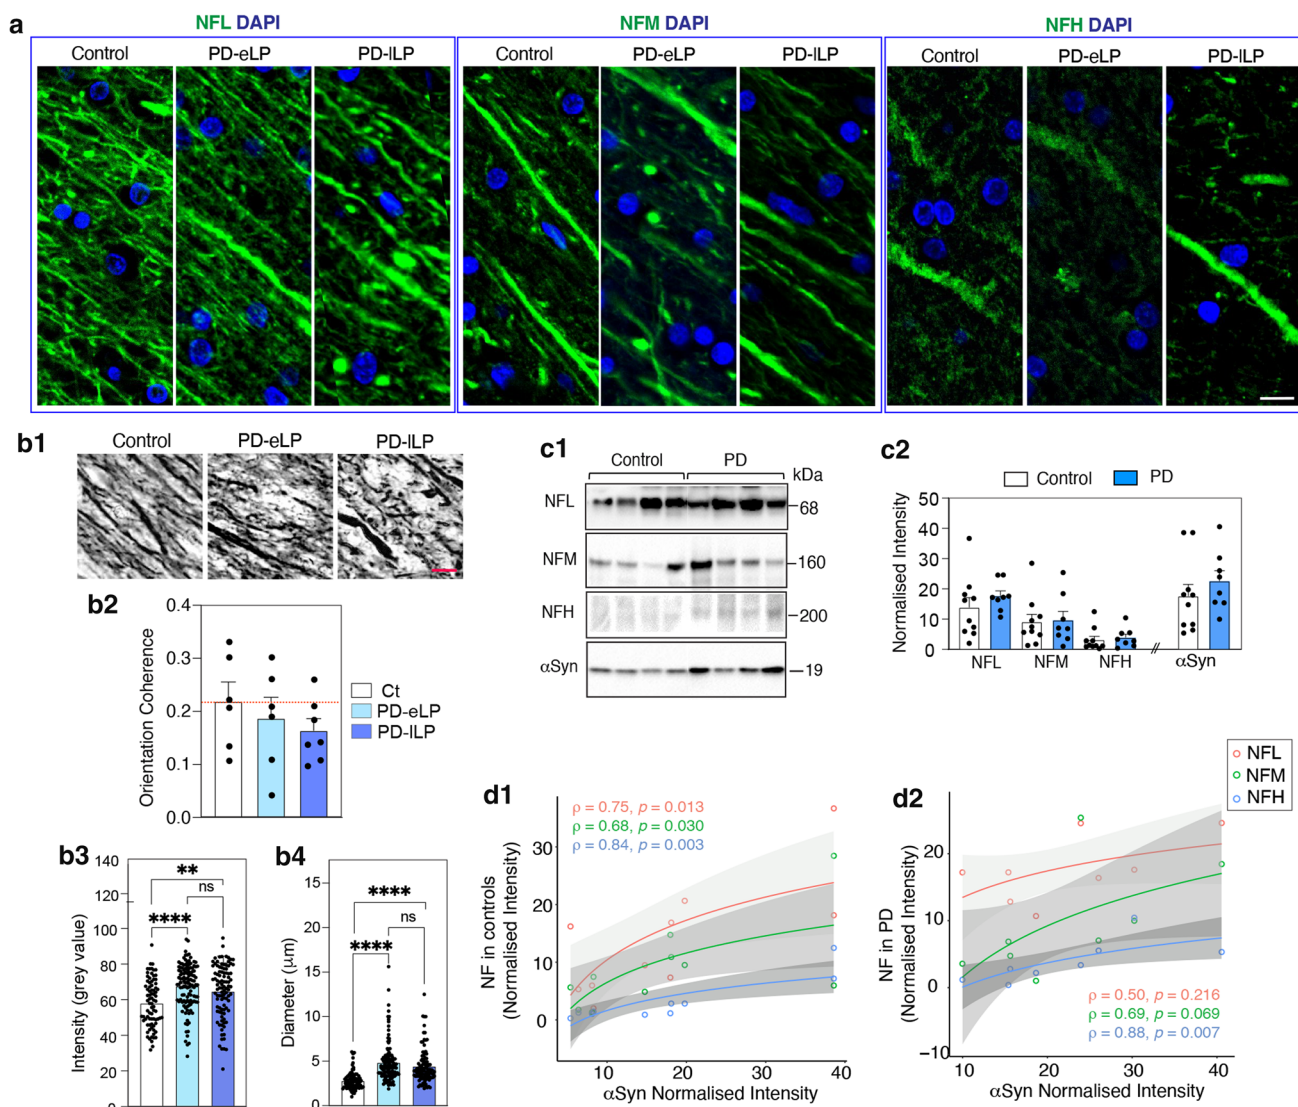 a
NFL DAPI
NFM DAPI
NFH DAPI
Control PD-eLP PD-lLP
Control PD-eLP PD-lLP
Control PD-eLP PD-lLP
b1
Control PD-eLP PD-lLP
b2
Orientation Coherence
0.4
0.3
0.2
0.1
0.0
Ct
PD-eLP
PD-lLP
b3
Intensity (grey value)
140
120
100
80
60
40
20
0
**
ns
****
b4
Diameter (µm)
15
10
5
0
****
ns
****
c1
Control PD
kDa
NFL 68
NFM 160
NFH 200
αSyn 19
c2
Control PD
Normalised Intensity
50
40
30
20
10
0
NFL NFM NFH αSyn
d1
ρ = 0.75, p = 0.013
ρ = 0.68, p = 0.030
ρ = 0.84, p = 0.003
NF in controls
(Normalised Intensity)
30
20
10
0
10 20 30 40
αSyn Normalised Intensity
d2
NFL
NFM
NFH
NF in PD
(Normalised Intensity)
20
10
0
−10
ρ = 0.50, p = 0.216
ρ = 0.69, p = 0.069
ρ = 0.88, p = 0.007
10 20 30 40
αSyn Normalised Intensity